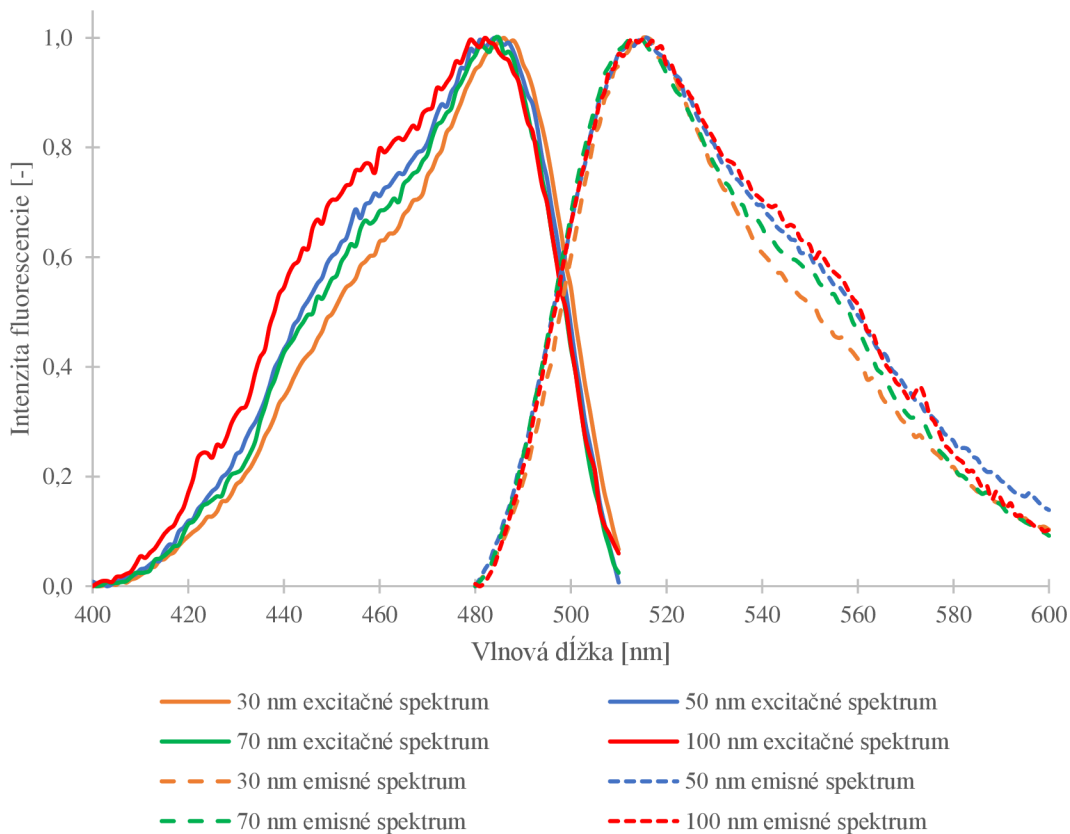 1.0
0,8
0,6
0,4
0,2
0,0
Intenzita fluorescencie [-]
400 420 440 460 480 500 520 540 560 580 600
Vlnová dĺžka [nm]
30 nm excitačné spektrum 50 nm excitačné spektrum
70 nm excitačné spektrum 100 nm excitačné spektrum
30 nm emisné spektrum 50 nm emisné spektrum
70 nm emisné spektrum 100 nm emisné spektrum